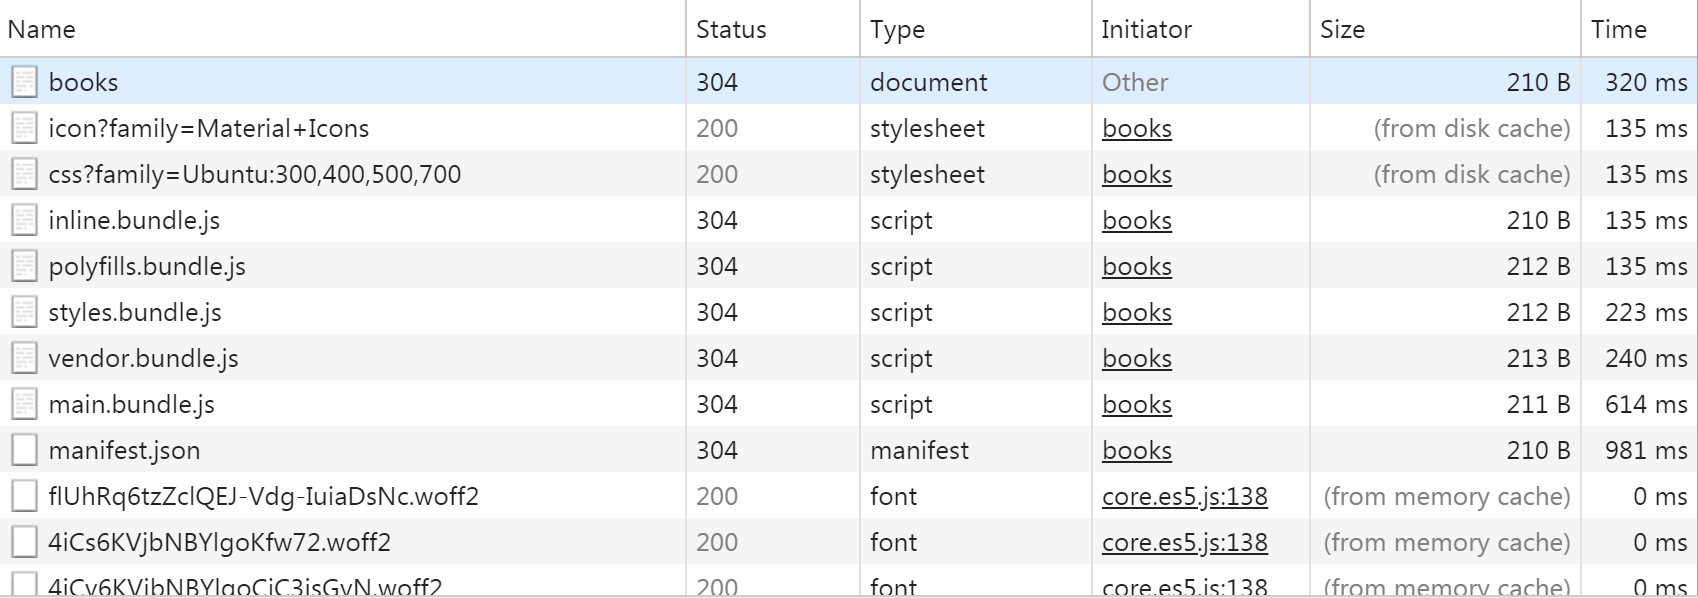 Name Status Type Initiator Size Time
books 304 document Other 210 B 320 ms
icon?family=Material+Icons 200 stylesheet books (from disk cache) 135 ms
css?family=Ubuntu:300,400,500,700 200 stylesheet books (from disk cache) 135 ms
inline.bundle.js 304 script books 210 B 135 ms
polyfills.bundle.js 304 script books 212 B 135 ms
styles.bundle.js 304 script books 212 B 223 ms
vendor.bundle.js 304 script books 213 B 240 ms
main.bundle.js 304 script books 211 B 614 ms
manifest.json 304 manifest books 210 B 981 ms
flUhRq6tzZclQEJ-Vdg-IuiaDsNc.woff2 200 font core.es5.js:138 (from memory cache) 0 ms
4iCs6KVjbNBYlgoKfw72.woff2 200 font core.es5.js:138 (from memory cache) 0 ms
4iCv6KVjbNBYlgoCjC3jsGyN.woff2 200 font core.es5.js:138 (from memory cache) 0 ms